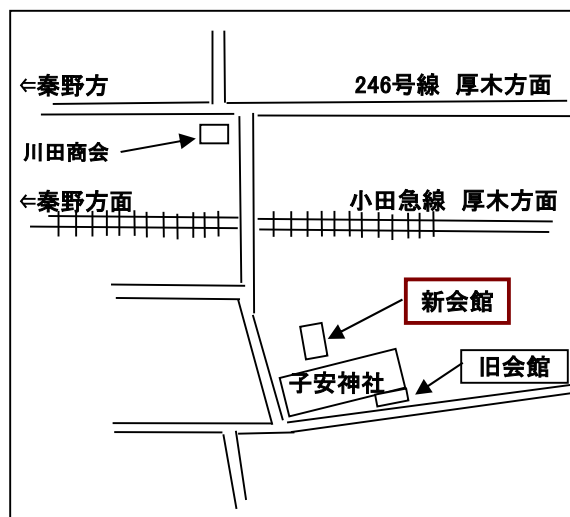 ⇐秦野方
246号線 厚木方面
川田商会
⇐秦野方面
小田急線 厚木方面
新会館
旧会館
子安神社